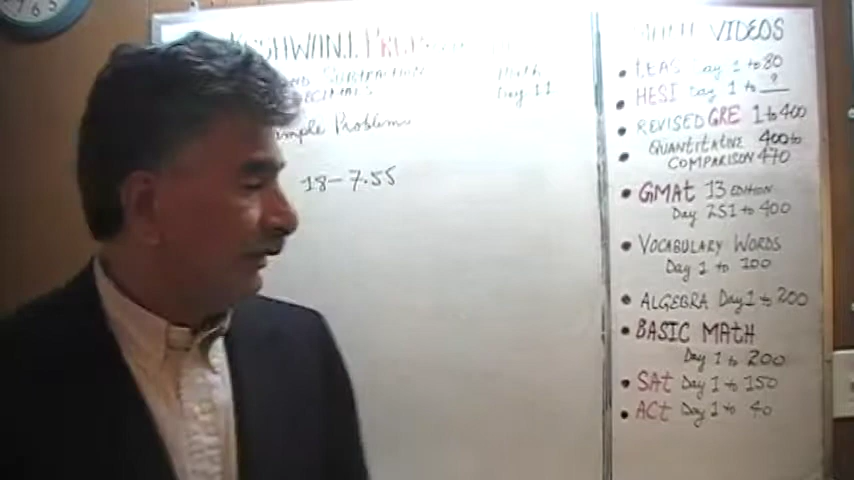 Day 11
Sample Problems
18 - 7.55
VIDEOS
• LEAS Day 1 to 80
• HESI Day 1 to ?
• REVISED GRE 1 to 400
• QUANTITATIVE 400 to
COMPARISON 470
• GMAT 13 EDITION
Day 251 to 400
• VOCABULARY WORDS
Day 1 to 100
• ALGEBRA Day 1 to 200
• BASIC MATH
Day 1 to 200
• SAT Day 1 to 150
• ACT Day 1 to 40